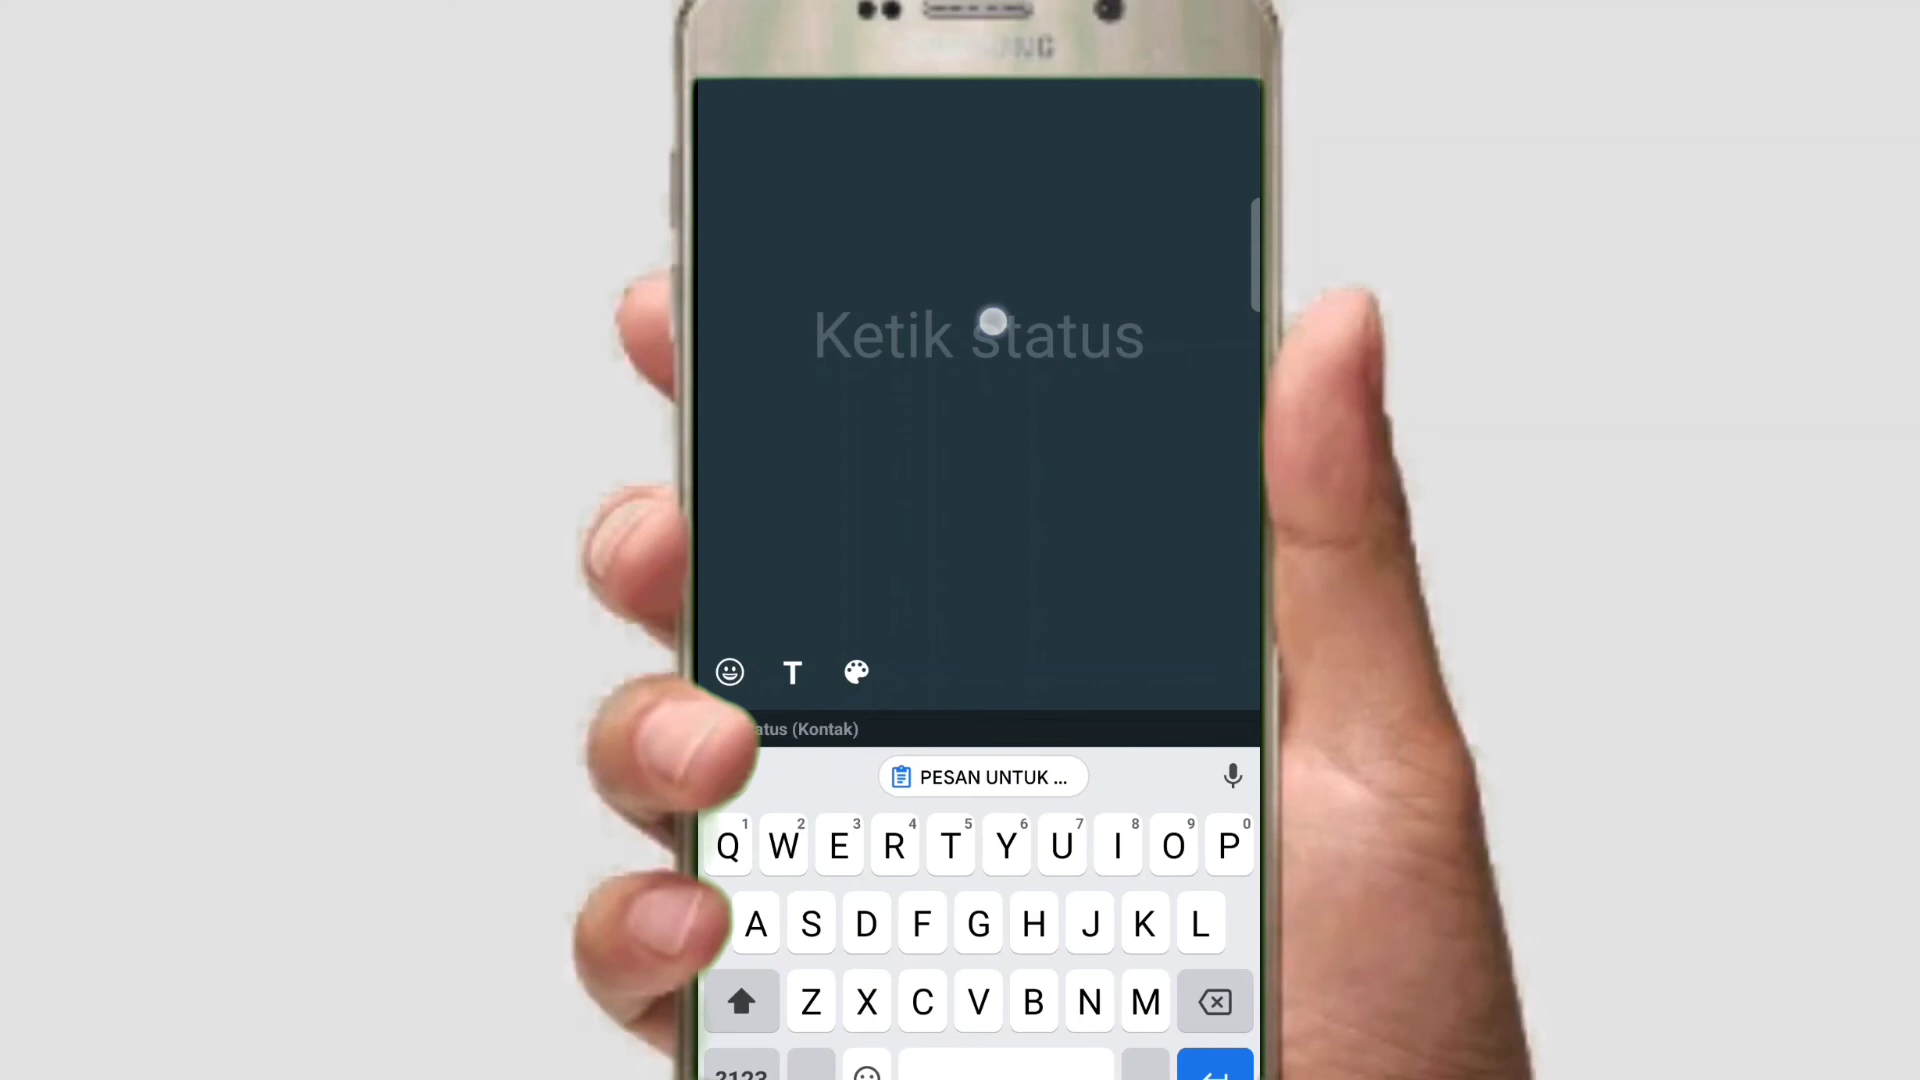 Ketik status
T
atus (Kontak)
PESAN UNTUK ...
1 2 3 4 5 6 7 8 9 0
Q W E R T Y U I O P
A S D F G H J K L
Z X C V B N M
?123